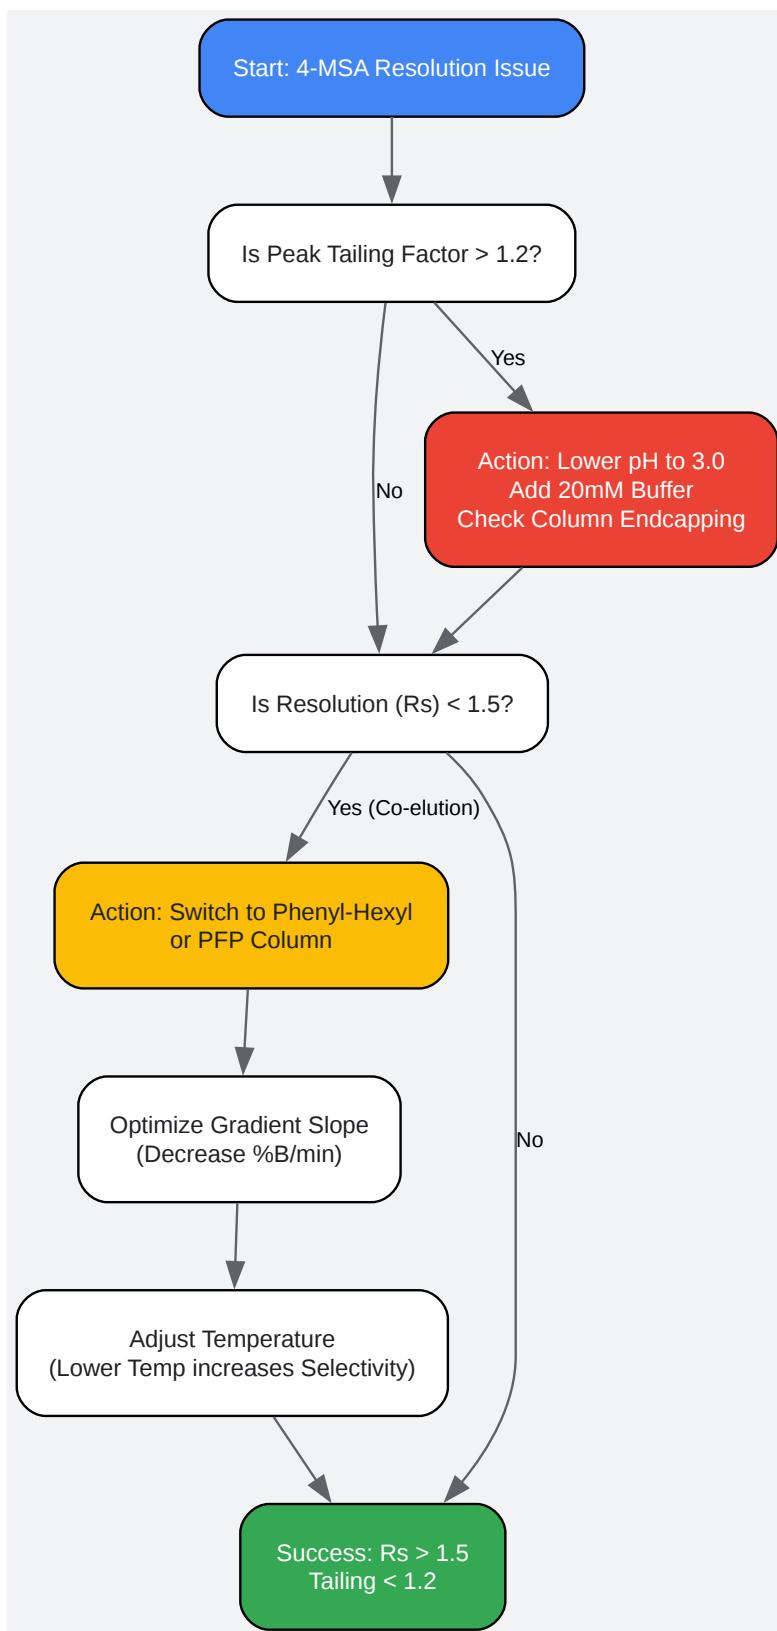 Start: 4-MSA Resolution Issue
Is Peak Tailing Factor > 1.2?
Yes
Action: Lower pH to 3.0
Add 20mM Buffer
Check Column Endcapping
No
Is Resolution (Rs) < 1.5?
Yes (Co-elution)
Action: Switch to Phenyl-Hexyl
or PFP Column
Optimize Gradient Slope
(Decrease %B/min)
No
Adjust Temperature
(Lower Temp increases Selectivity)
Success: Rs > 1.5
Tailing < 1.2